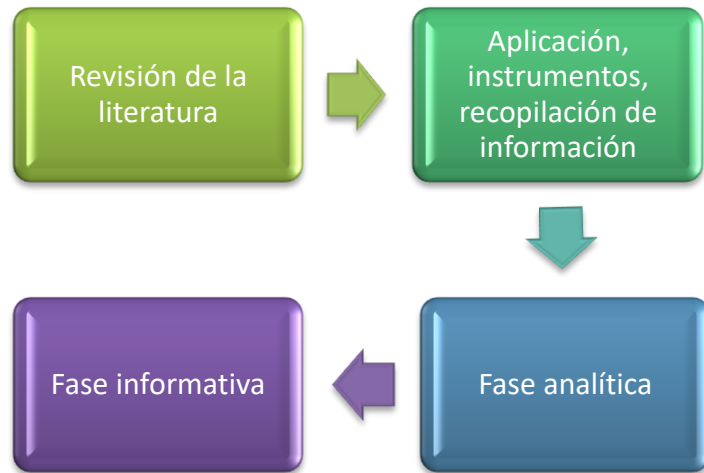 Revisión de la
literatura
Aplicación,
instrumentos,
recopilación de
información
Fase analítica
Fase informativa